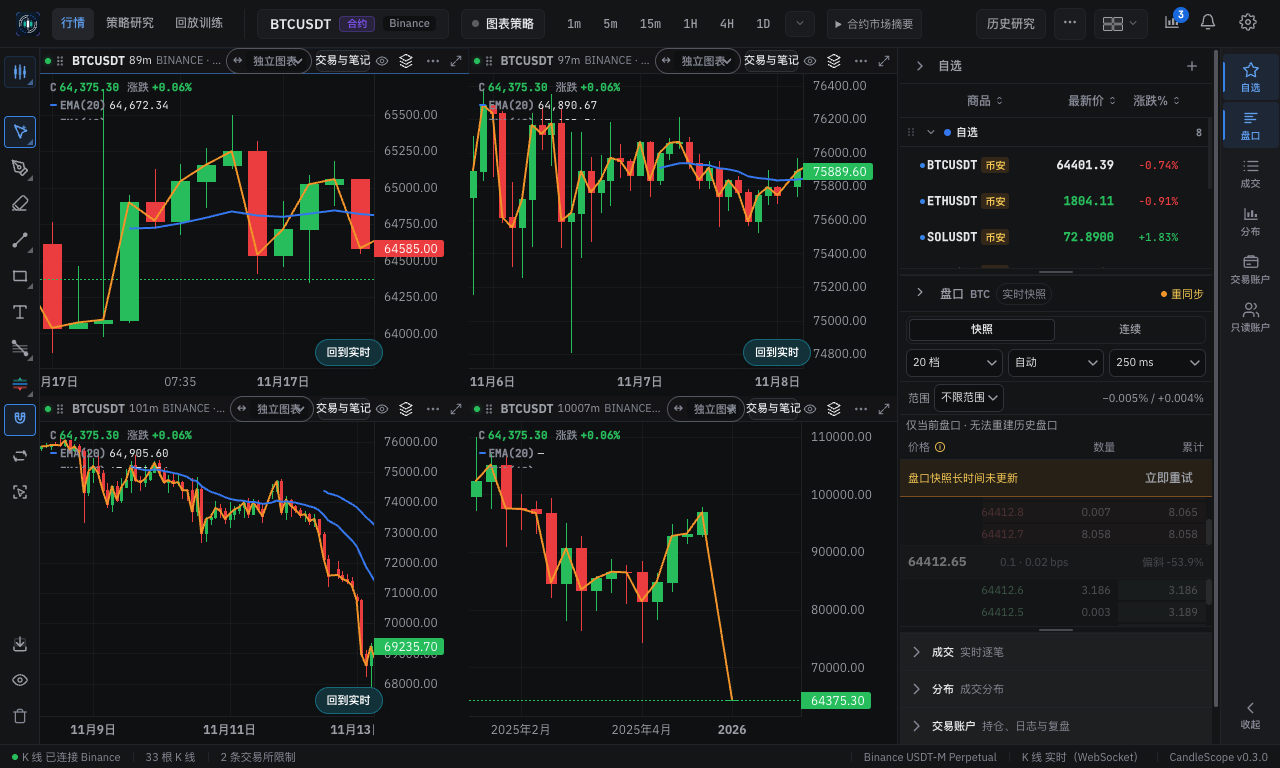 行情 策略研究 回放训练 BTCUSDT 合约 Binance 图表策略 1m 5m 15m 1H 4H 1D 合约市场摘要 历史研究 3
BTCUSDT 89m BINANCE · ... 独立图表 交易与笔记
C 64,375.30 涨跌 +0.06%
EMA(20) 64,672.34
65500.00
65250.00
65000.00
64750.00
64585.00
64500.00
64250.00
64000.00
回到实时
月17日 07:35 11月17日
BTCUSDT 97m BINANCE · ... 独立图表 交易与笔记
C 64,375.30 涨跌 +0.06%
EMA(20) 64,890.67
76400.00
76200.00
76000.00
75889.60
75800.00
75600.00
75400.00
75200.00
75000.00
74800.00
回到实时
11月6日 11月7日 11月8日
BTCUSDT 101m BINANCE ·... 独立图表 交易与笔记
C 64,375.30 涨跌 +0.06%
EMA(20) 64,905.60
76000.00
75000.00
74000.00
73000.00
72000.00
71000.00
70000.00
69235.70
68000.00
回到实时
11月9日 11月11日 11月13
BTCUSDT 10007m BINANCE... 独立图表 交易与笔记
C 64,375.30 涨跌 +0.06%
EMA(20) —
110000.00
100000.00
90000.00
80000.00
70000.00
64375.30
2025年2月 2025年4月 2026
自选
商品 最新价 涨跌%
自选 8
BTCUSDT 币安 64401.39 -0.74%
ETHUSDT 币安 1804.11 -0.91%
SOLUSDT 币安 72.8900 +1.83%
盘口 BTC 实时快照 重同步
快照 连续
20 档 自动 250 ms
范围 不限范围 −0.005% / +0.004%
仅当前盘口 · 无法重建历史盘口
价格 数量 累计
盘口快照长时间未更新 立即重试
64412.8 0.007 8.065
64412.7 8.058 8.058
64412.65 0.1 · 0.02 bps 偏斜 -53.9%
64412.6 3.186 3.186
64412.5 0.003 3.189
成交 实时逐笔
分布 成交分布
交易账户 持仓、日志与复盘
自选
盘口
成交
分布
交易账户
只读账户
收起
K 线 已连接 Binance 33 根 K 线 2 条交易所限制 Binance USDT-M Perpetual K 线 实时（WebSocket） CandleScope v0.3.0